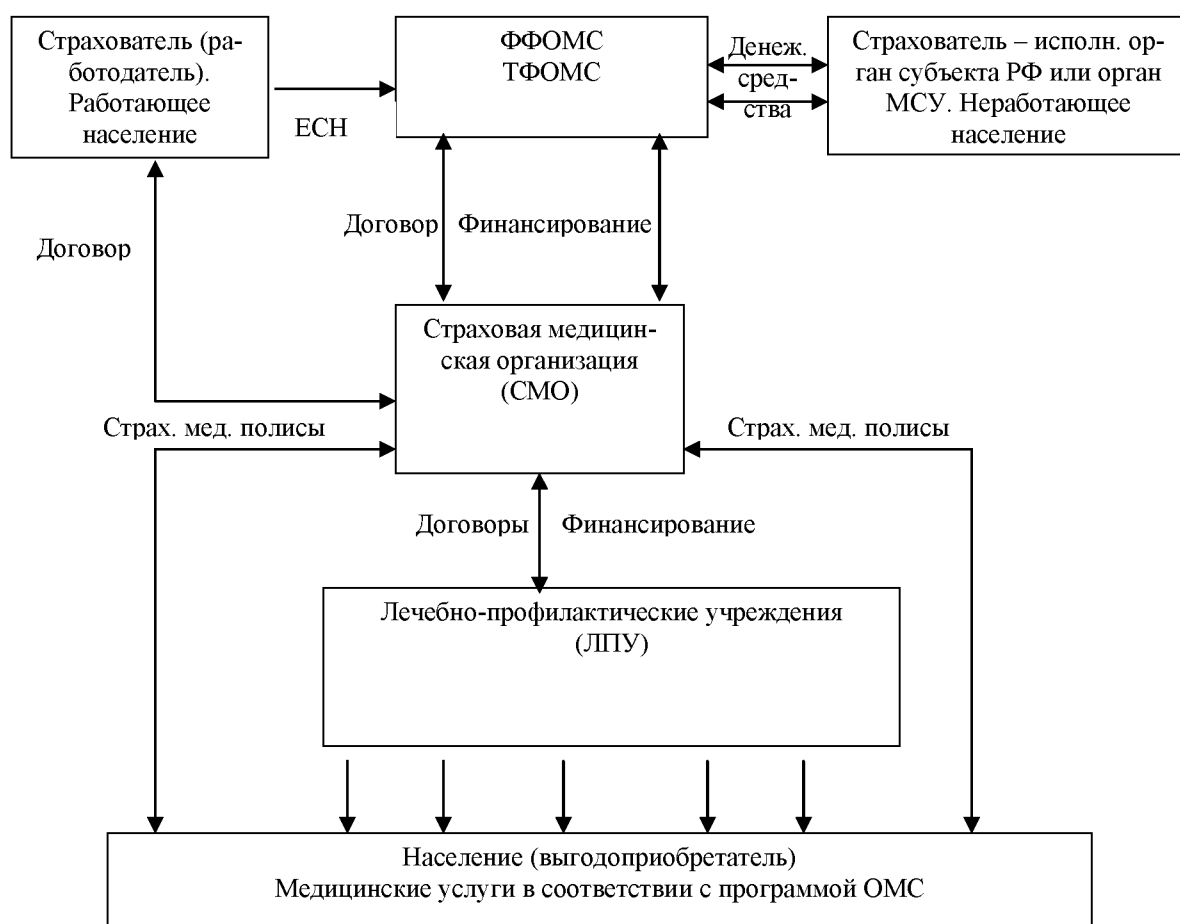 Страхователь (ра-
ботодатель).
Работающее
население
ЕСН
ФФОМС
ТФОМС
Денеж.
сред-
ства
Страхователь – исполн. ор-
ган субъекта РФ или орган
МСУ. Неработающее
население
Договор
Договор
Финансирование
Страховая медицин-
ская организация
(СМО)
Страх. мед. полисы
Страх. мед. полисы
Договоры
Финансирование
Лечебно-профилактические учреждения
(ЛПУ)
Население (выгодоприобретатель)
Медицинские услуги в соответствии с программой ОМС